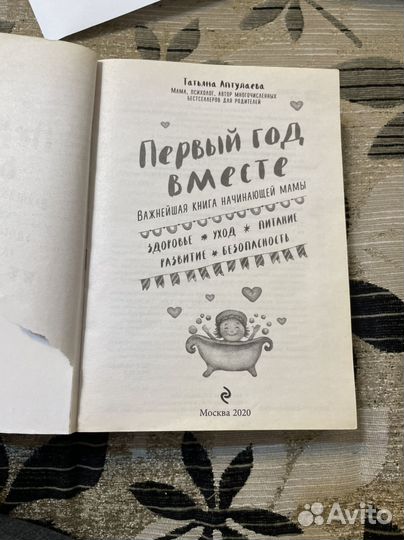 Татьяна Аптулаева
Мама, психолог, автор многочисленных
бестселлеров для родителей
Первый год
вместе
Важнейшая книга начинающей мамы
здоровье * уход * питание
развитие * безопасность
Москва 2020
Avito